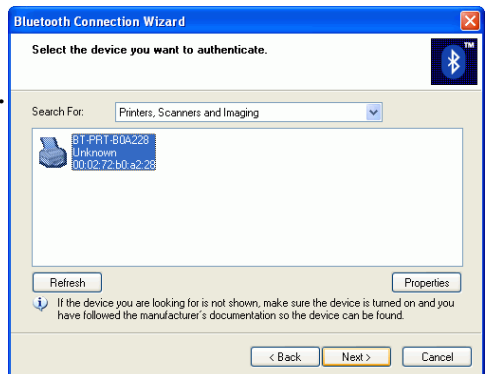 Bluetooth Connection Wizard
Select the device you want to authenticate.
TM
Search For: Printers, Scanners and Imaging
BT-PRT-B0A228
Unknown
00:02:72:b0:a2:28
Refresh Properties
If the device you are looking for is not shown, make sure the device is turned on and you
have followed the manufacturer's documentation so the device can be found.
< Back Next > Cancel